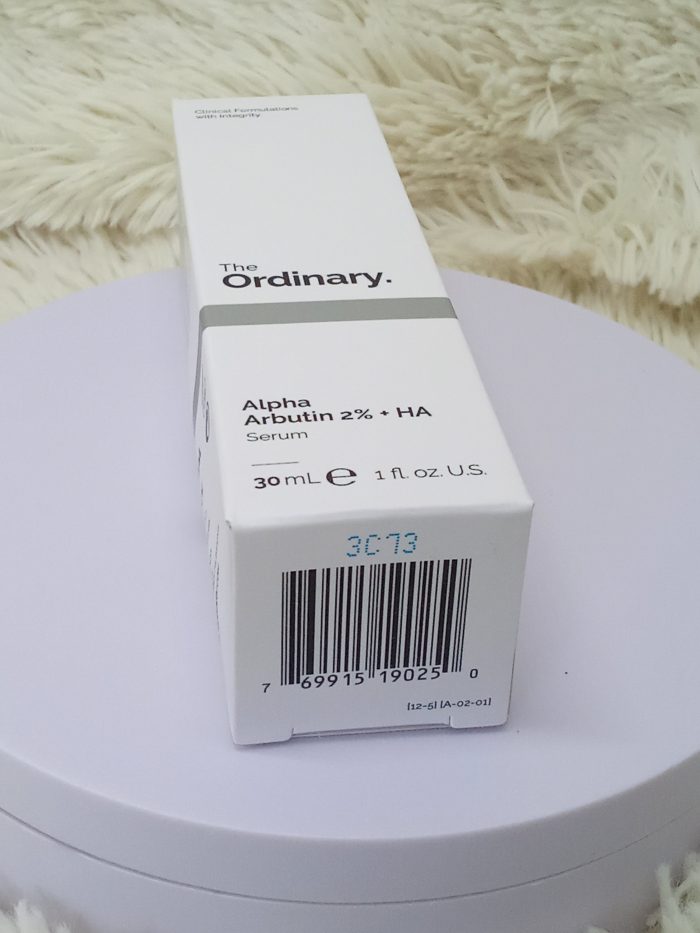 Clinical Formulations
with Integrity
The
Ordinary.
Alpha
Arbutin 2% + HA
Serum
30 mL e 1 fl. oz. U.S.
3C73
7 69915 19025 0
[12-5] [A-02-01]